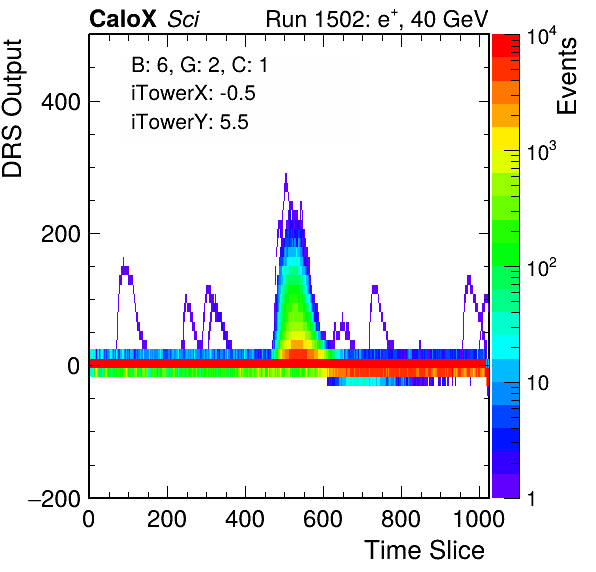 CaloX Sci
Run 1502: e+, 40 GeV
B: 6, G: 2, C: 1
iTowerX: -0.5
iTowerY: 5.5
DRS Output
400
200
0
−200
0 200 400 600 800 1000
Time Slice
Events
10⁴
10³
10²
10
1